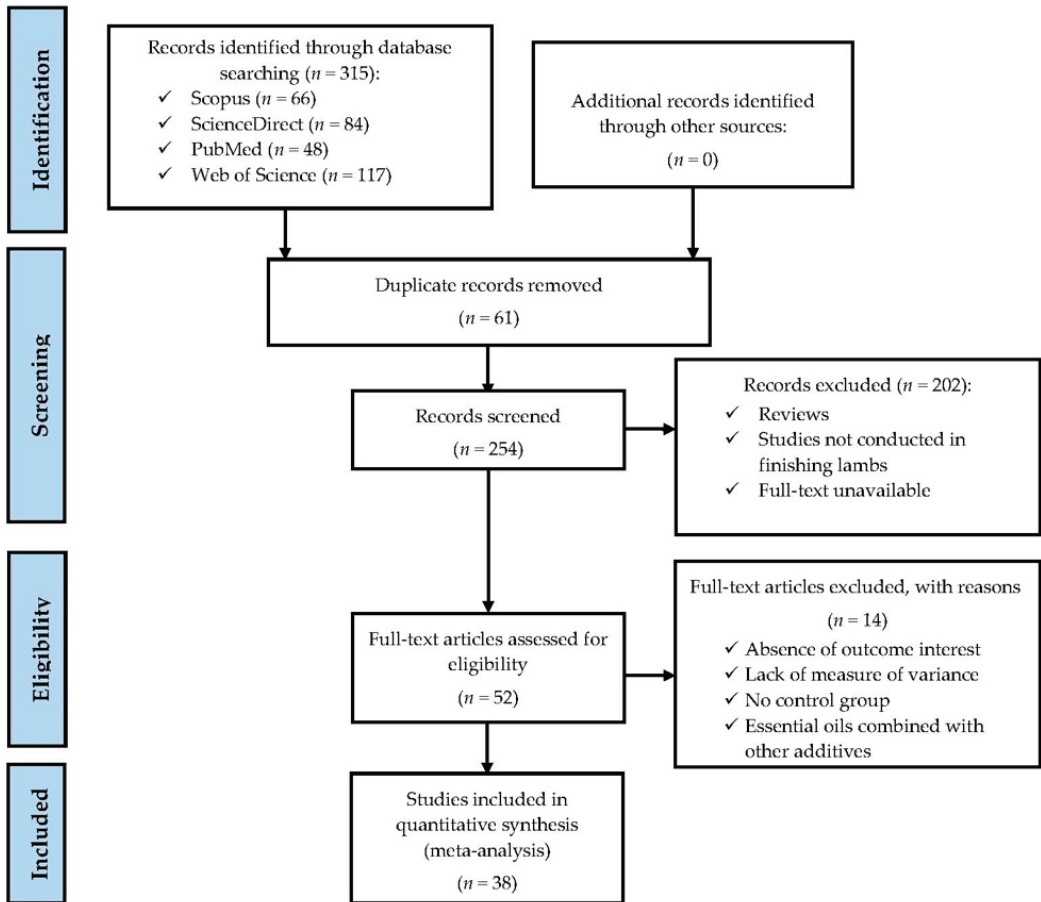 Identification
Records identified through database
searching (n = 315):
✓ Scopus (n = 66)
✓ ScienceDirect (n = 84)
✓ PubMed (n = 48)
✓ Web of Science (n = 117)
Additional records identified
through other sources:
(n = 0)
Screening
Duplicate records removed
(n = 61)
Records screened
(n = 254)
Records excluded (n = 202):
✓ Reviews
✓ Studies not conducted in
finishing lambs
✓ Full-text unavailable
Eligibility
Full-text articles assessed for
eligibility
(n = 52)
Full-text articles excluded, with reasons
(n = 14)
✓ Absence of outcome interest
✓ Lack of measure of variance
✓ No control group
✓ Essential oils combined with
other additives
Included
Studies included in
quantitative synthesis
(meta-analysis)
(n = 38)